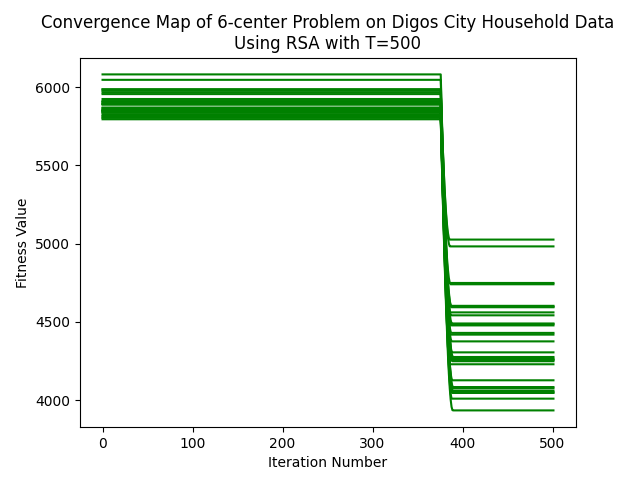 Convergence Map of 6-center Problem on Digos City Household Data
Using RSA with T=500
Fitness Value
6000
5500
5000
4500
4000
0 100 200 300 400 500
Iteration Number